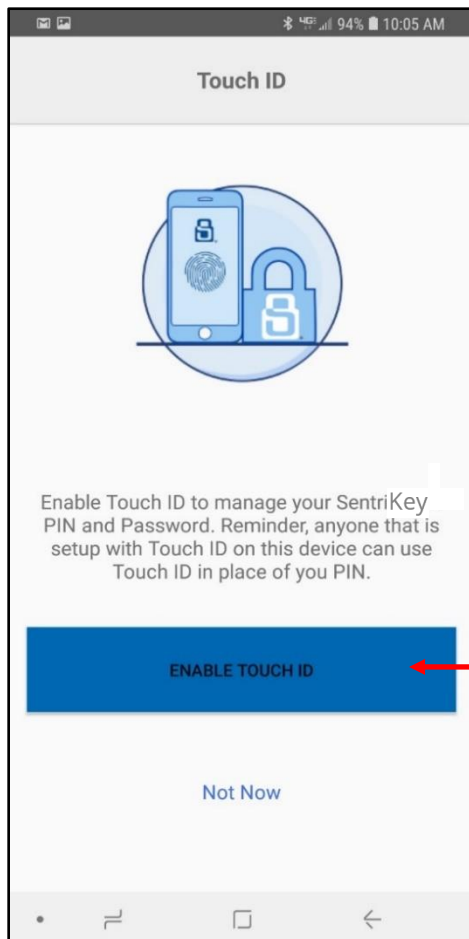 4G 94% 10:05 AM
Touch ID
Enable Touch ID to manage your SentriKey
PIN and Password. Reminder, anyone that is
setup with Touch ID on this device can use
Touch ID in place of you PIN.
ENABLE TOUCH ID
Not Now